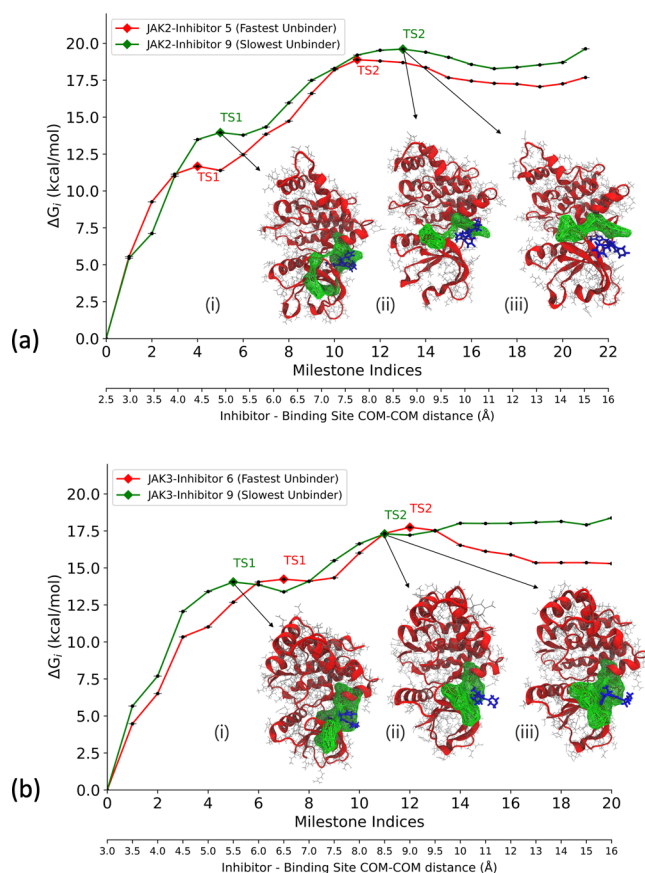 (a)
JAK2-Inhibitor 5 (Fastest Unbinder)
JAK2-Inhibitor 9 (Slowest Unbinder)
TS2
TS2
TS1
TS1
ΔGi (kcal/mol)
20.0
17.5
15.0
12.5
10.0
7.5
5.0
2.5
0.0
(i)
(ii)
(iii)
0 2 4 6 8 10 12 14 16 18 20 22
Milestone Indices
2.5 3.0 3.5 4.0 4.5 5.0 5.5 6.0 6.5 7.0 7.5 8.0 8.5 9.0 9.5 10 11 12 13 14 15 16
Inhibitor - Binding Site COM-COM distance (Å)
(b)
JAK3-Inhibitor 6 (Fastest Unbinder)
JAK3-Inhibitor 9 (Slowest Unbinder)
TS2
TS2
TS1
TS1
ΔGi (kcal/mol)
20.0
17.5
15.0
12.5
10.0
7.5
5.0
2.5
0.0
(i)
(ii)
(iii)
0 2 4 6 8 10 12 14 16 18 20
Milestone Indices
3.0 3.5 4.0 4.5 5.0 5.5 6.0 6.5 7.0 7.5 8.0 8.5 9.0 9.5 10 11 12 13 14 15 16
Inhibitor - Binding Site COM-COM distance (Å)